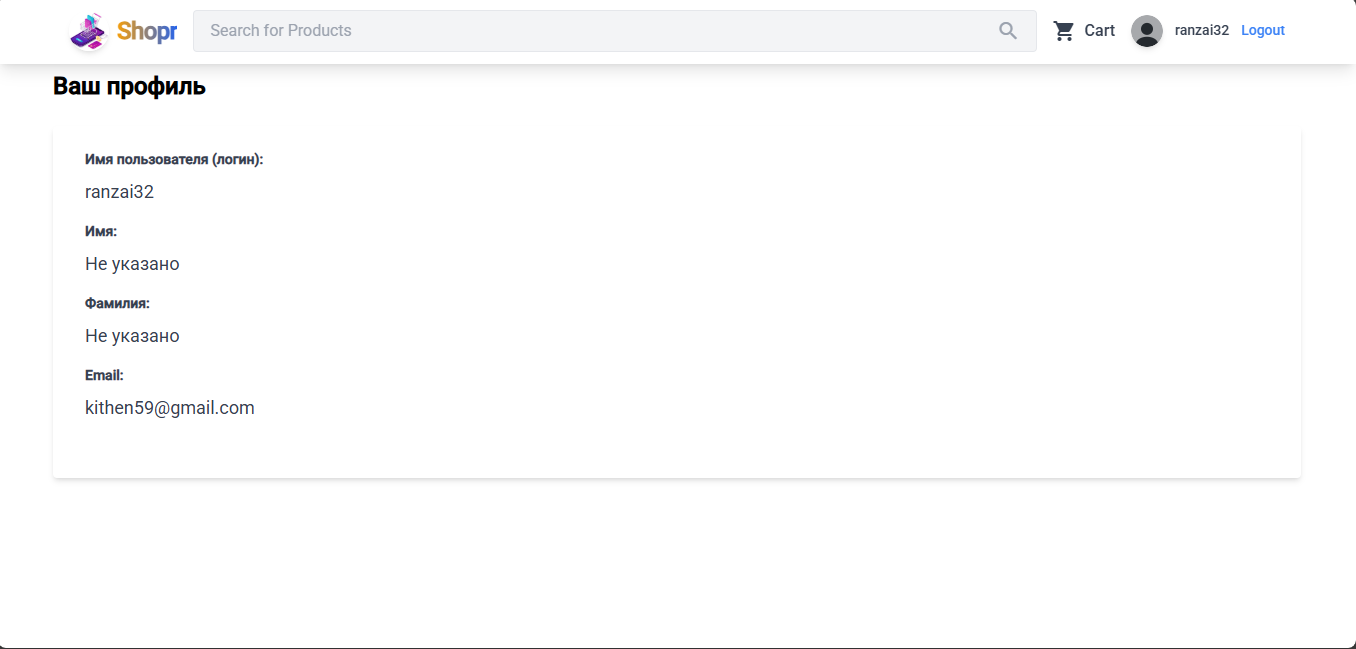 Shopr
Search for Products
Cart
ranzai32
Logout
Ваш профиль
Имя пользователя (логин):
ranzai32
Имя:
Не указано
Фамилия:
Не указано
Email:
kithen59@gmail.com